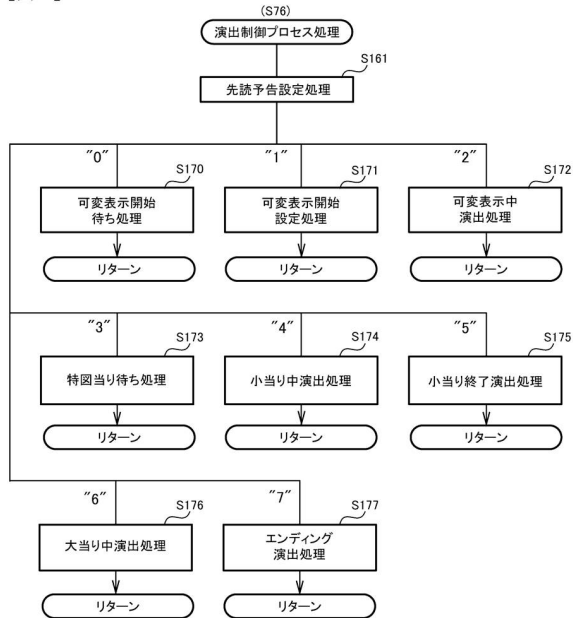 (S76)
演出制御プロセス処理
S161
先読予告設定処理
"0"
"1"
"2"
S170
S171
S172
可変表示開始
待ち処理
可変表示開始
設定処理
可変表示中
演出処理
リターン
リターン
リターン
"3"
"4"
"5"
S173
S174
S175
特図当り待ち処理
小当り中演出処理
小当り終了演出処理
リターン
リターン
リターン
"6"
"7"
S176
S177
大当り中演出処理
エンディング
演出処理
リターン
リターン